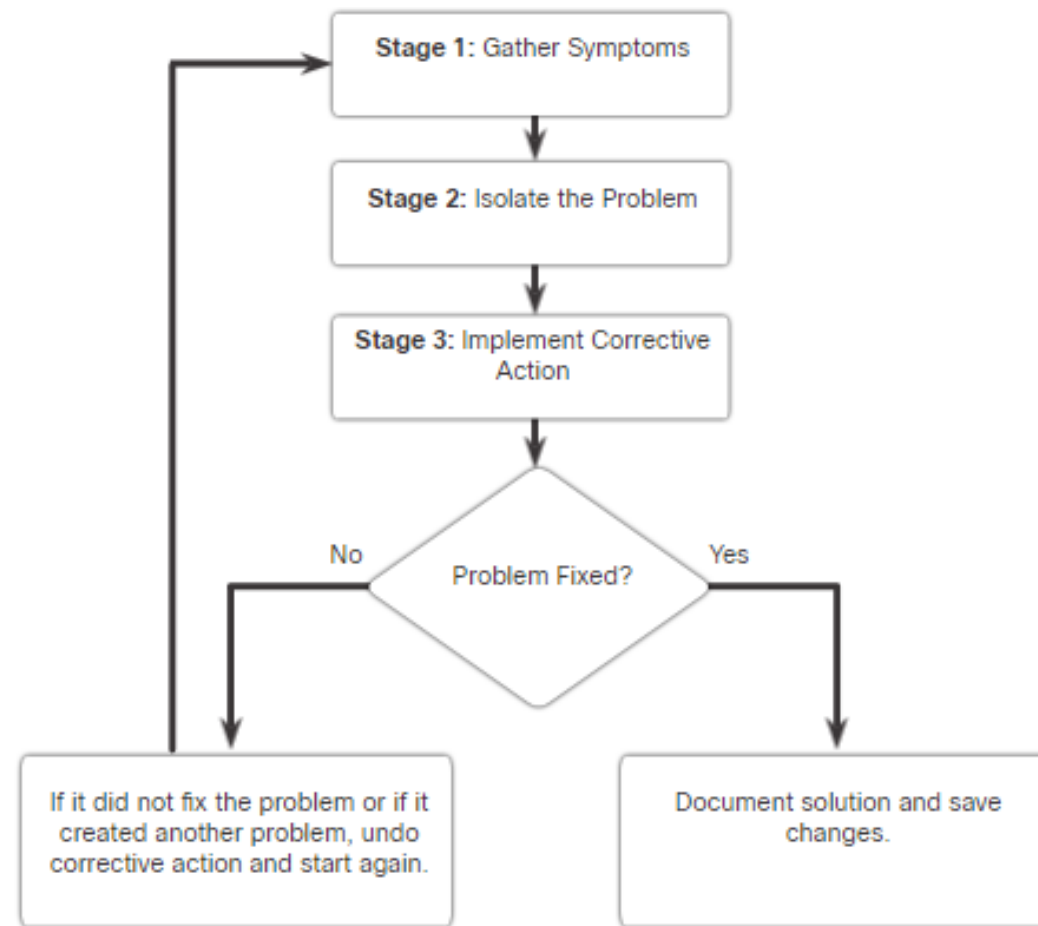 Stage 1: Gather Symptoms
Stage 2: Isolate the Problem
Stage 3: Implement Corrective
Action
Problem Fixed?
No
Yes
If it did not fix the problem or if it
created another problem, undo
corrective action and start again.
Document solution and save
changes.